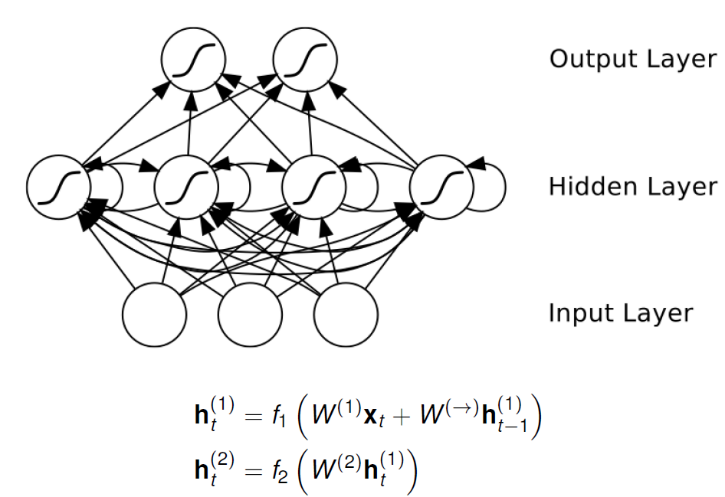 Output Layer
Hidden Layer
Input Layer
h_t^{(1)} = f_1 ( W^{(1)} x_t + W^{(→)} h_{t−1}^{(1)} )
h_t^{(2)} = f_2 ( W^{(2)} h_t^{(1)} )